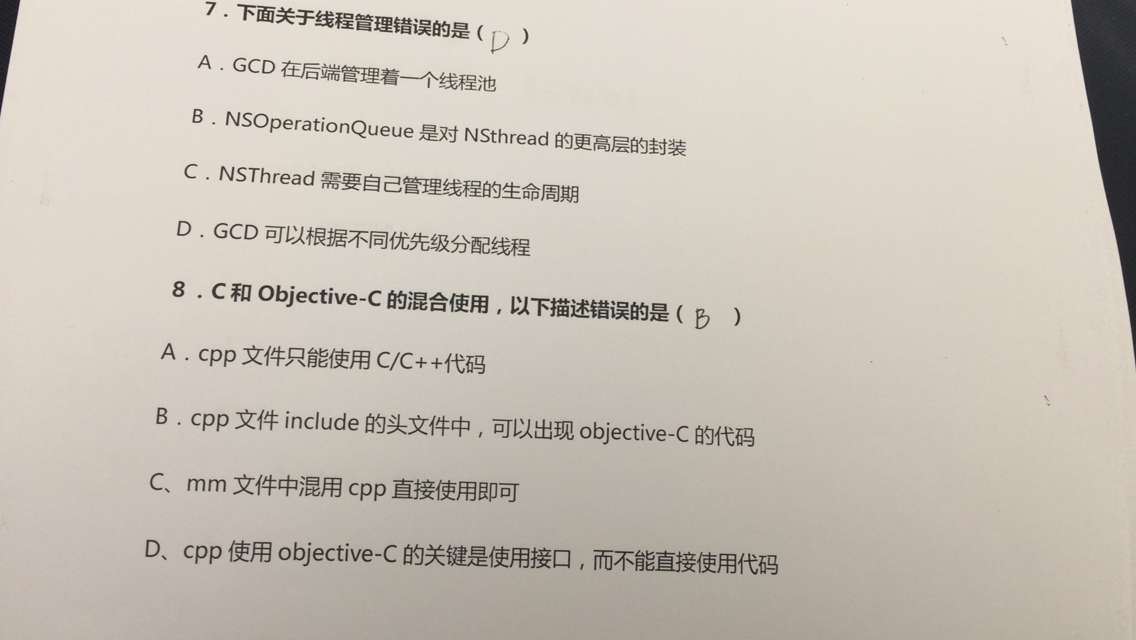 7．下面关于线程管理错误的是（D）
A．GCD 在后端管理着一个线程池
B．NSOperationQueue 是对 NSthread 的更高层的封装
C．NSThread 需要自己管理线程的生命周期
D．GCD 可以根据不同优先级分配线程
8．C 和 Objective-C 的混合使用，以下描述错误的是（B）
A．cpp 文件只能使用 C/C++代码
B．cpp 文件 include 的头文件中，可以出现 objective-C 的代码
C、mm 文件中混用 cpp 直接使用即可
D、cpp 使用 objective-C 的关键是使用接口，而不能直接使用代码